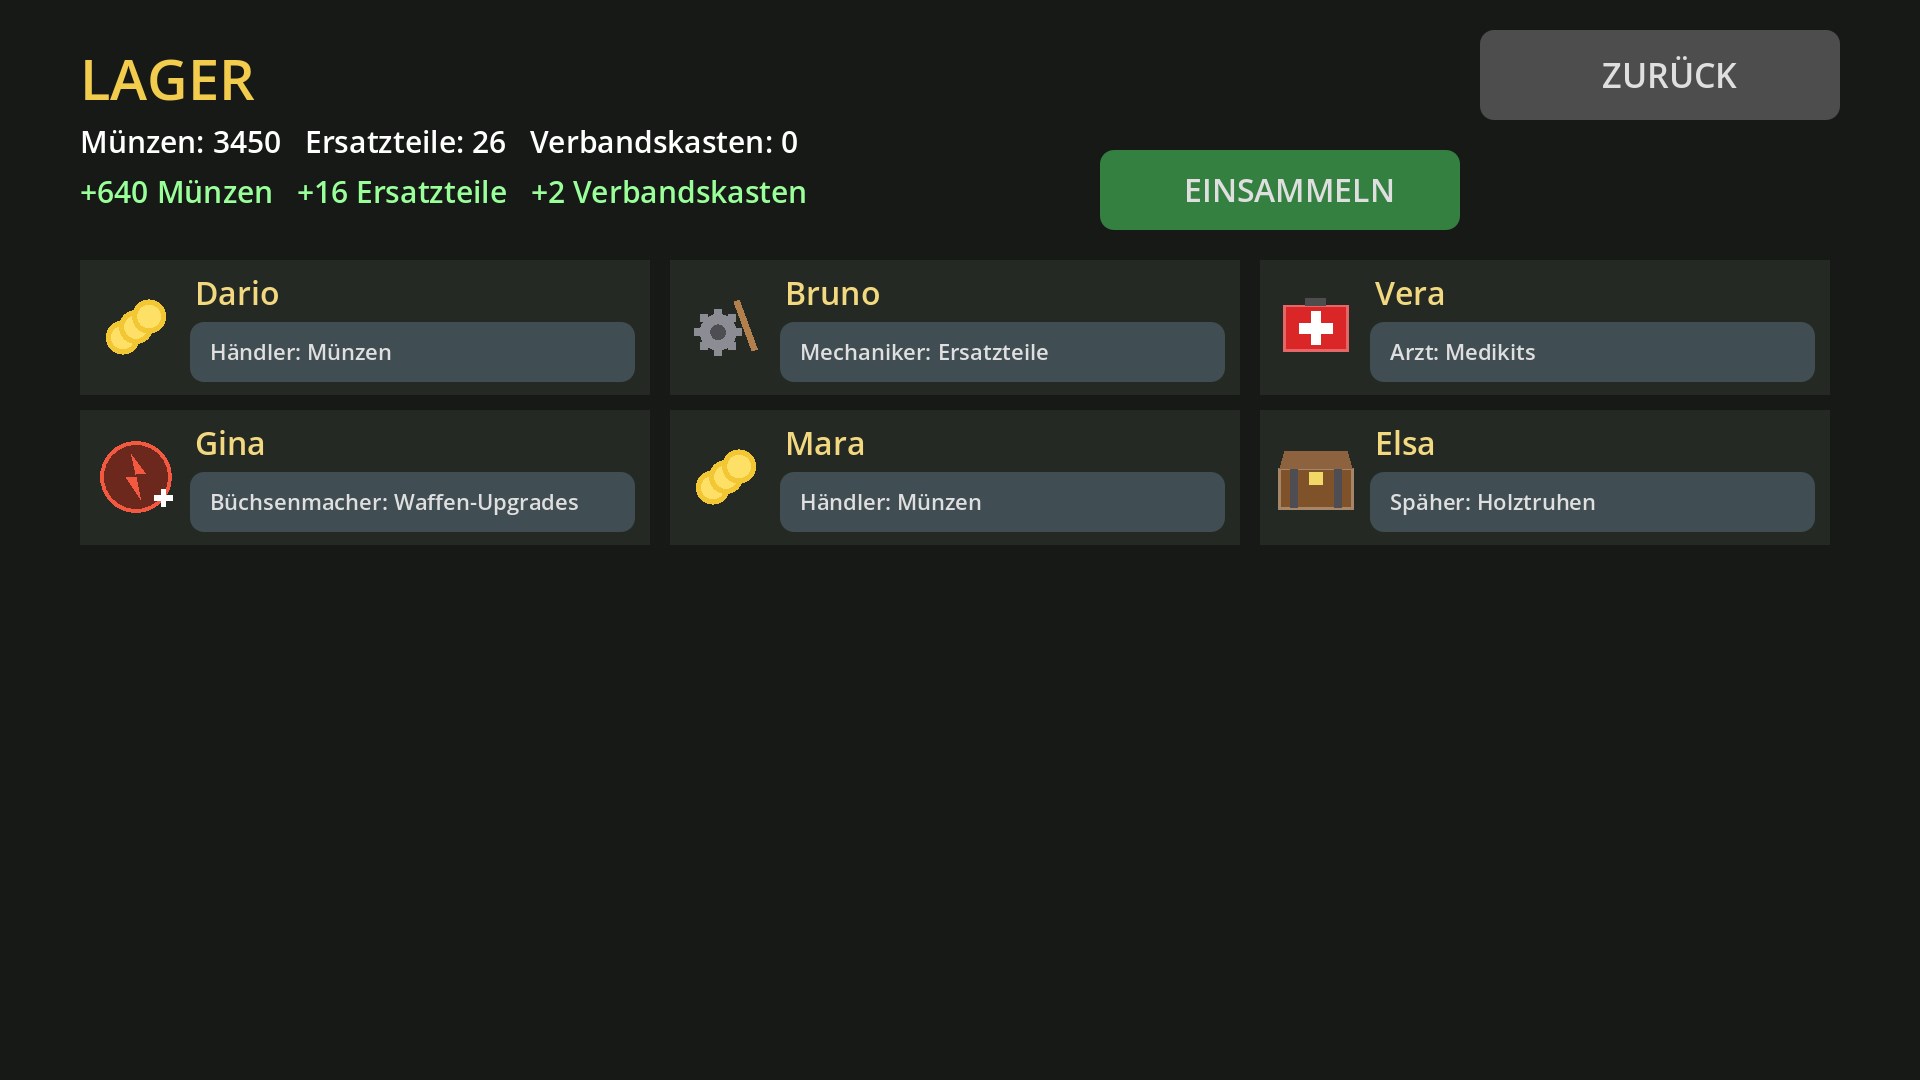 LAGER
ZURÜCK
Münzen: 3450 Ersatzteile: 26 Verbandskasten: 0
+640 Münzen +16 Ersatzteile +2 Verbandskasten
EINSAMMELN
Dario
Händler: Münzen
Bruno
Mechaniker: Ersatzteile
Vera
Arzt: Medikits
Gina
Büchsenmacher: Waffen-Upgrades
Mara
Händler: Münzen
Elsa
Späher: Holztruhen